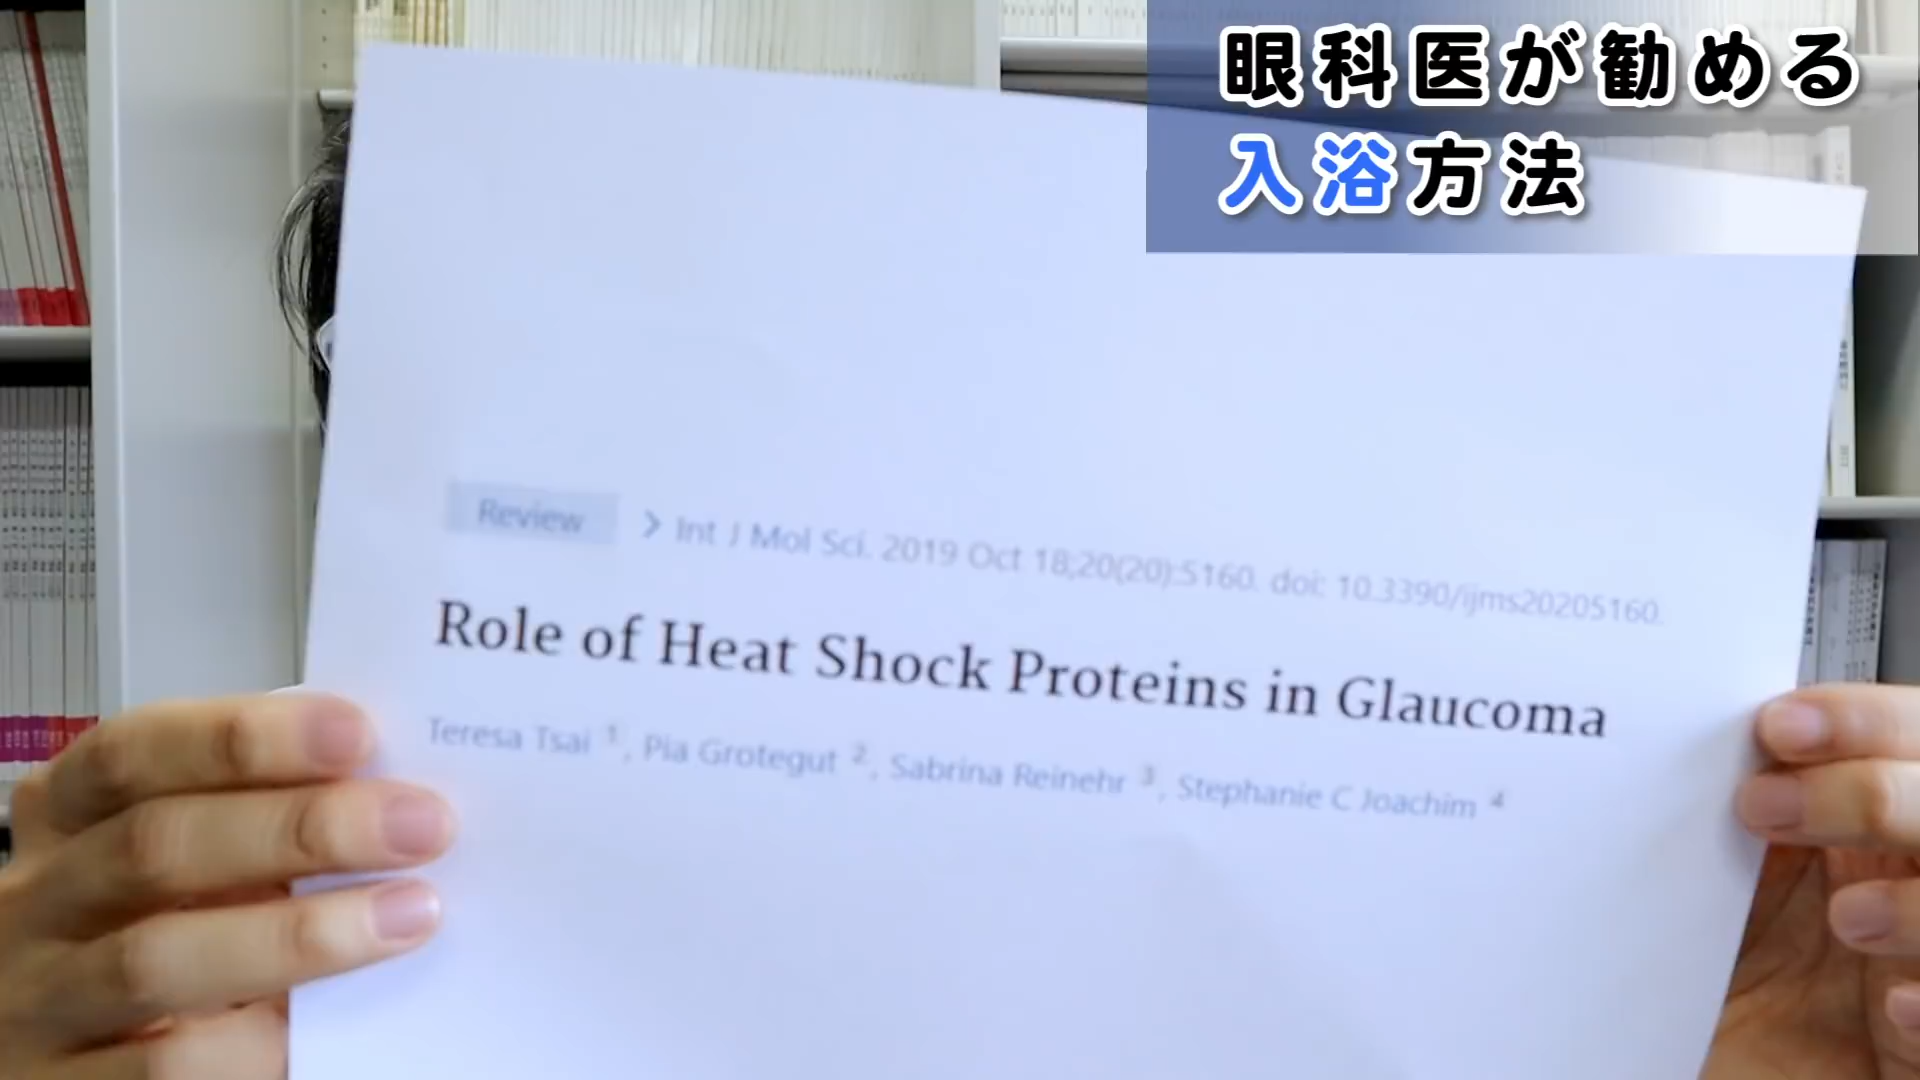 眼科医が勧める
入浴方法
Review > Int J Mol Sci. 2019 Oct 18;20(20):5160. doi: 10.3390/ijms20205160.
Role of Heat Shock Proteins in Glaucoma
Teresa Tsai 1, Pia Grotegut 2, Sabrina Reinehr 3, Stephanie C Joachim 4